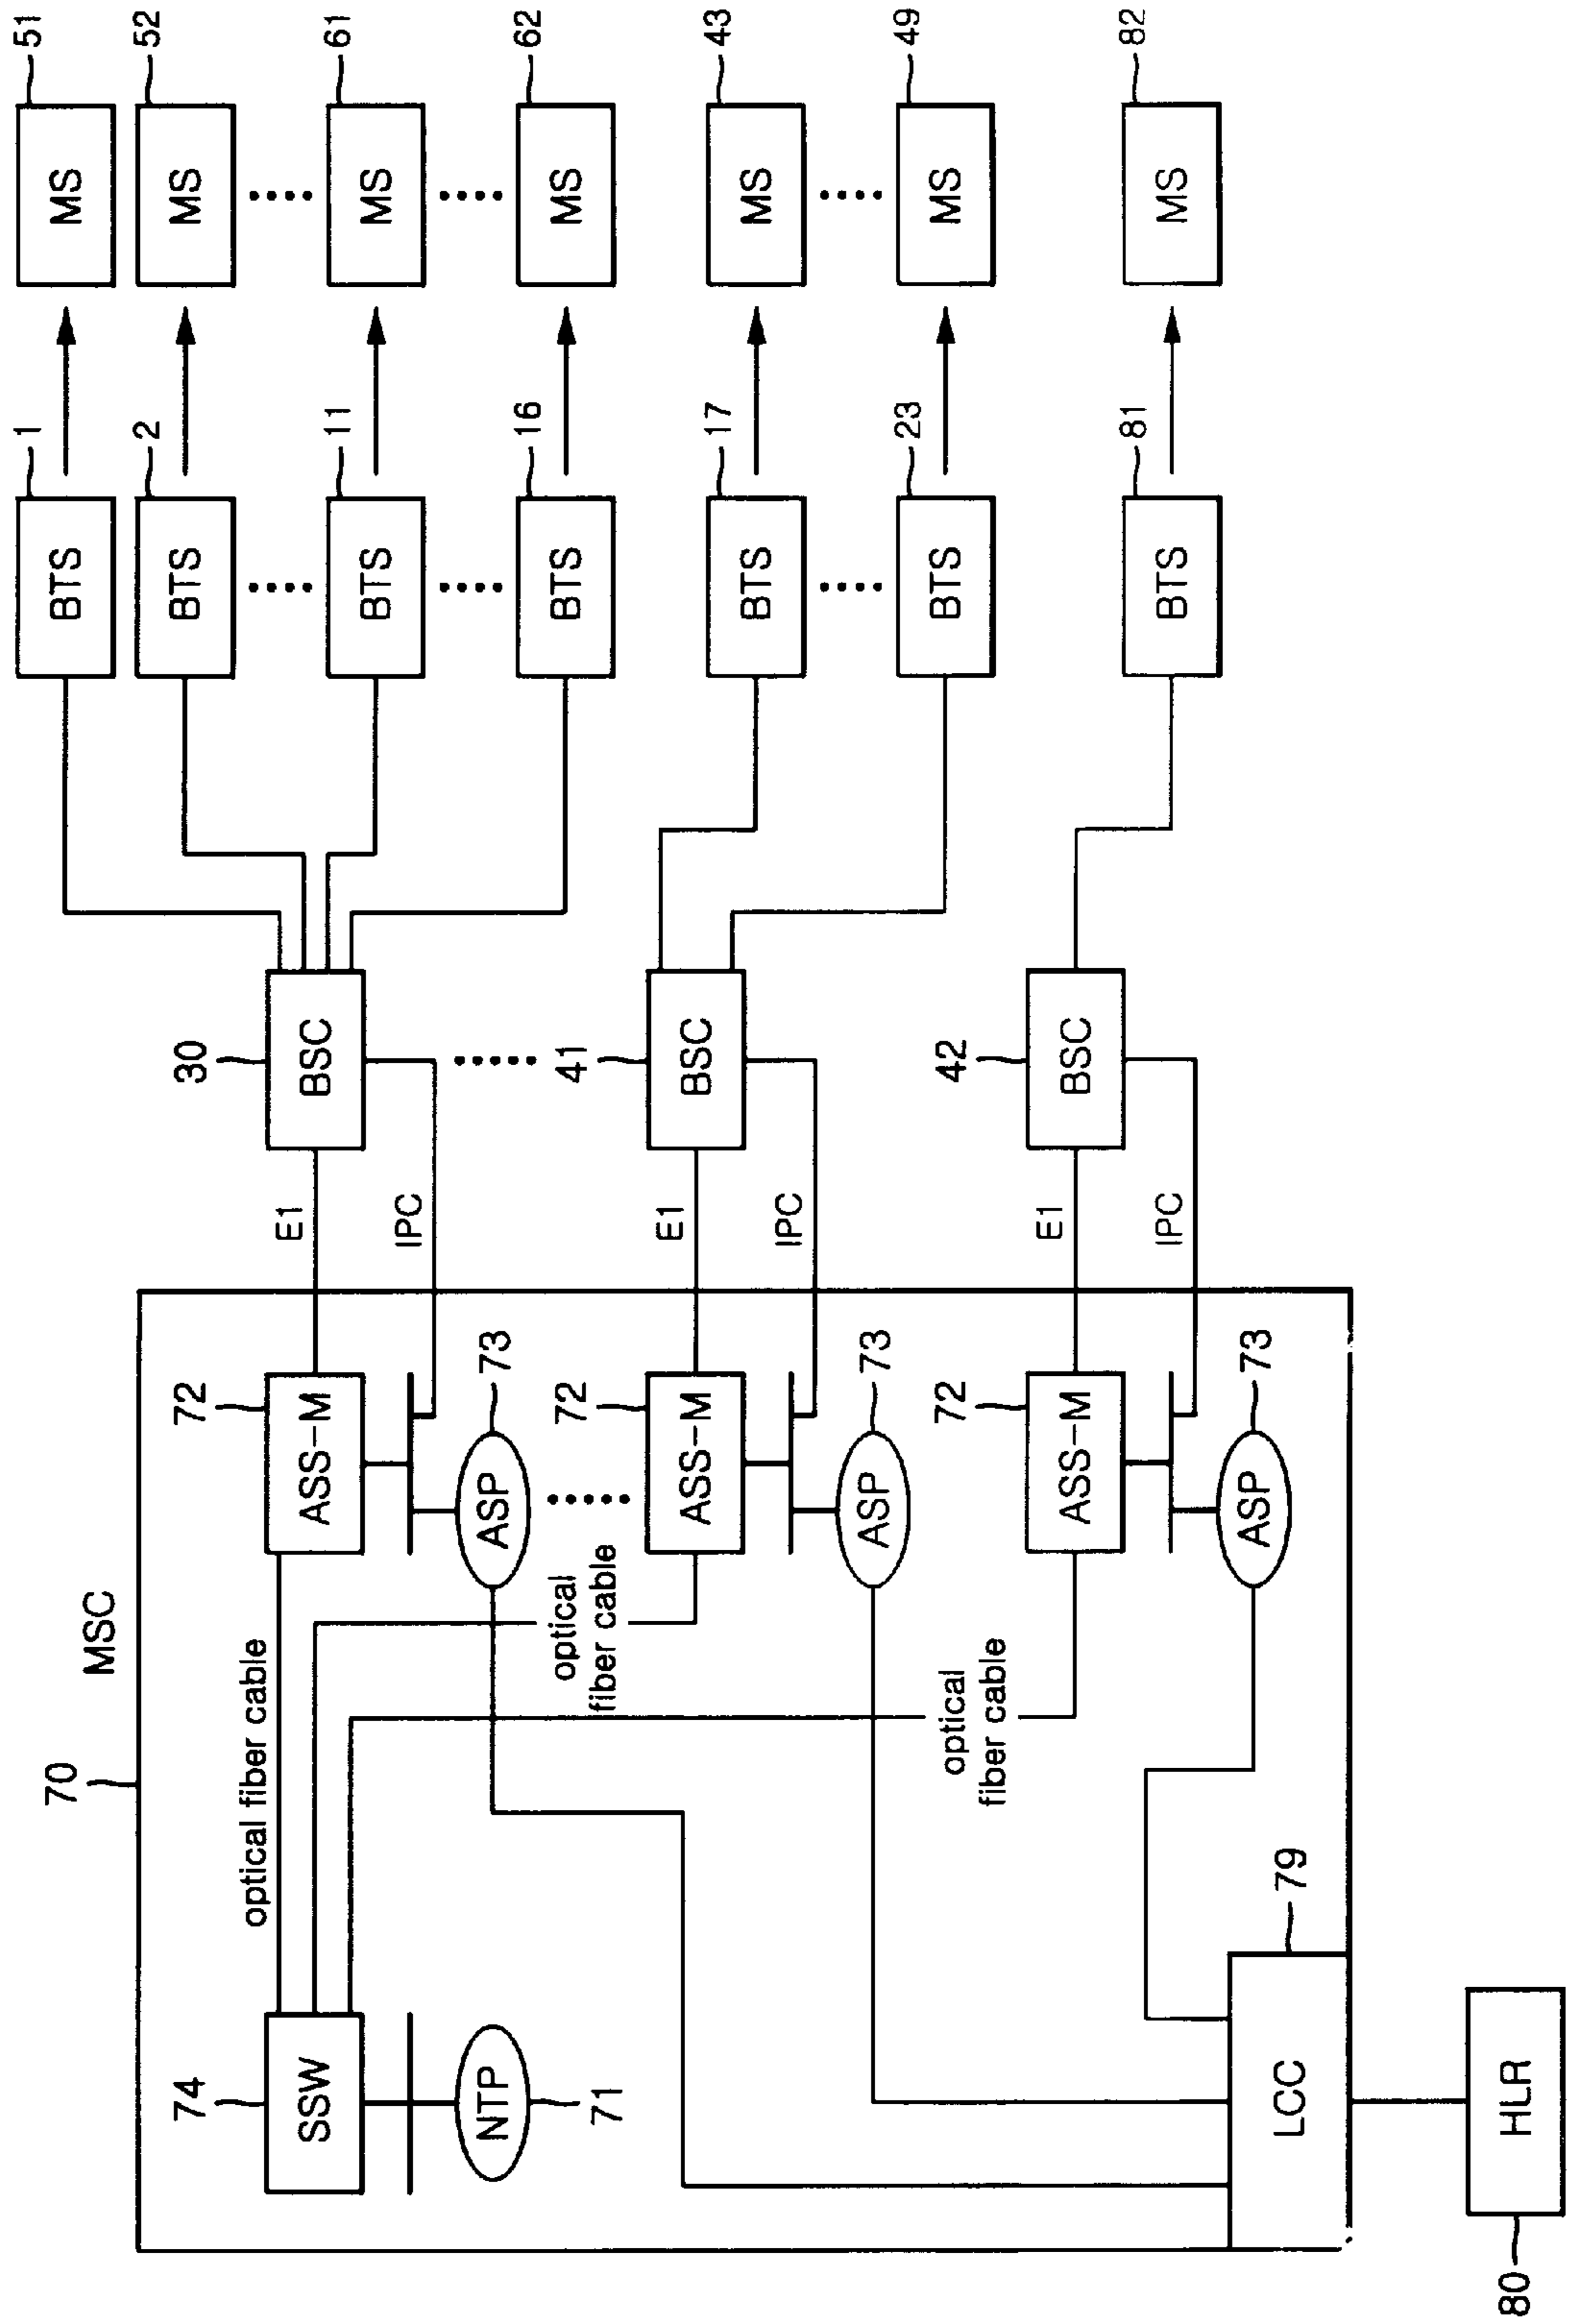 70
MSC
74
SSW
NTP
71
optical fiber cable
72
ASS-M
ASP
73
E1
IPC
30
BSC
BTS
1
MS
51
BTS
2
MS
52
BTS
11
MS
61
BTS
16
MS
62
optical
fiber cable
72
ASS-M
ASP
73
E1
IPC
41
BSC
BTS
17
MS
43
BTS
23
MS
49
optical
fiber cable
72
ASS-M
ASP
73
E1
IPC
42
BSC
BTS
81
MS
82
LCC
79
80
HLR